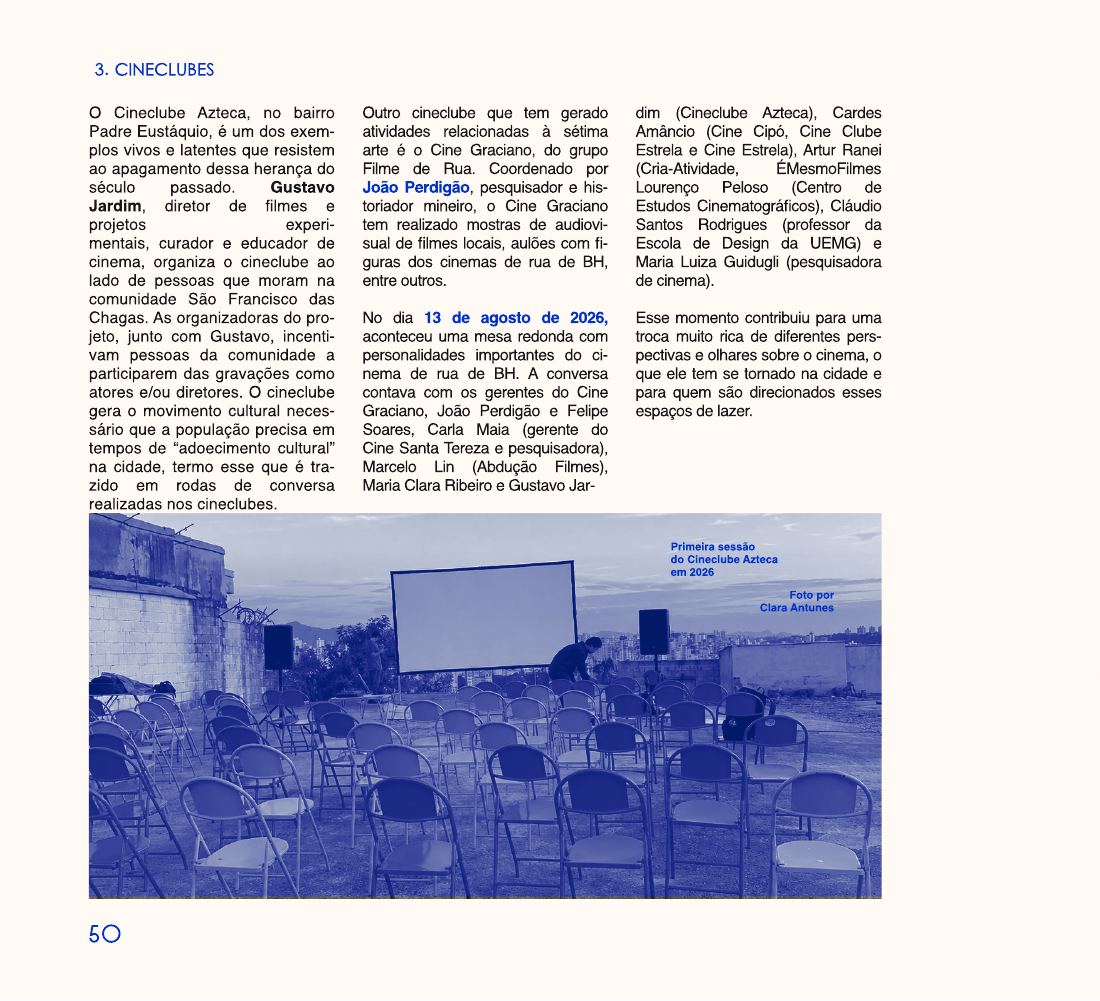 3. CINECLUBES
O Cineclube Azteca, no bairro
Padre Eustáquio, é um dos exem-
plos vivos e latentes que resistem
ao apagamento dessa herança do
século passado. Gustavo
Jardim, diretor de filmes e
projetos experi-
mentais, curador e educador de
cinema, organiza o cineclube ao
lado de pessoas que moram na
comunidade São Francisco das
Chagas. As organizadoras do pro-
jeto, junto com Gustavo, incenti-
vam pessoas da comunidade a
participarem das gravações como
atores e/ou diretores. O cineclube
gera o movimento cultural neces-
sário que a população precisa em
tempos de “adoecimento cultural”
na cidade, termo esse que é tra-
zido em rodas de conversa
realizadas nos cineclubes.
Outro cineclube que tem gerado
atividades relacionadas à sétima
arte é o Cine Graciano, do grupo
Filme de Rua. Coordenado por
João Perdigão, pesquisador e his-
toriador mineiro, o Cine Graciano
tem realizado mostras de audiovi-
sual de filmes locais, aulões com fi-
guras dos cinemas de rua de BH,
entre outros.
No dia 13 de agosto de 2026,
aconteceu uma mesa redonda com
personalidades importantes do ci-
nema de rua de BH. A conversa
contava com os gerentes do Cine
Graciano, João Perdigão e Felipe
Soares, Carla Maia (gerente do
Cine Santa Tereza e pesquisadora),
Marcelo Lin (Abdução Filmes),
Maria Clara Ribeiro e Gustavo Jar-
dim (Cineclube Azteca), Cardes
Amâncio (Cine Cipó, Cine Clube
Estrela e Cine Estrela), Artur Ranei
(Cria-Atividade, ÉMesmoFilmes
Lourenço Peloso (Centro de
Estudos Cinematográficos), Cláudio
Santos Rodrigues (professor da
Escola de Design da UEMG) e
Maria Luiza Guidugli (pesquisadora
de cinema).
Esse momento contribuiu para uma
troca muito rica de diferentes pers-
pectivas e olhares sobre o cinema, o
que ele tem se tornado na cidade e
para quem são direcionados esses
espaços de lazer.
Primeira sessão
do Cineclube Azteca
em 2026
Foto por
Clara Antunes
50